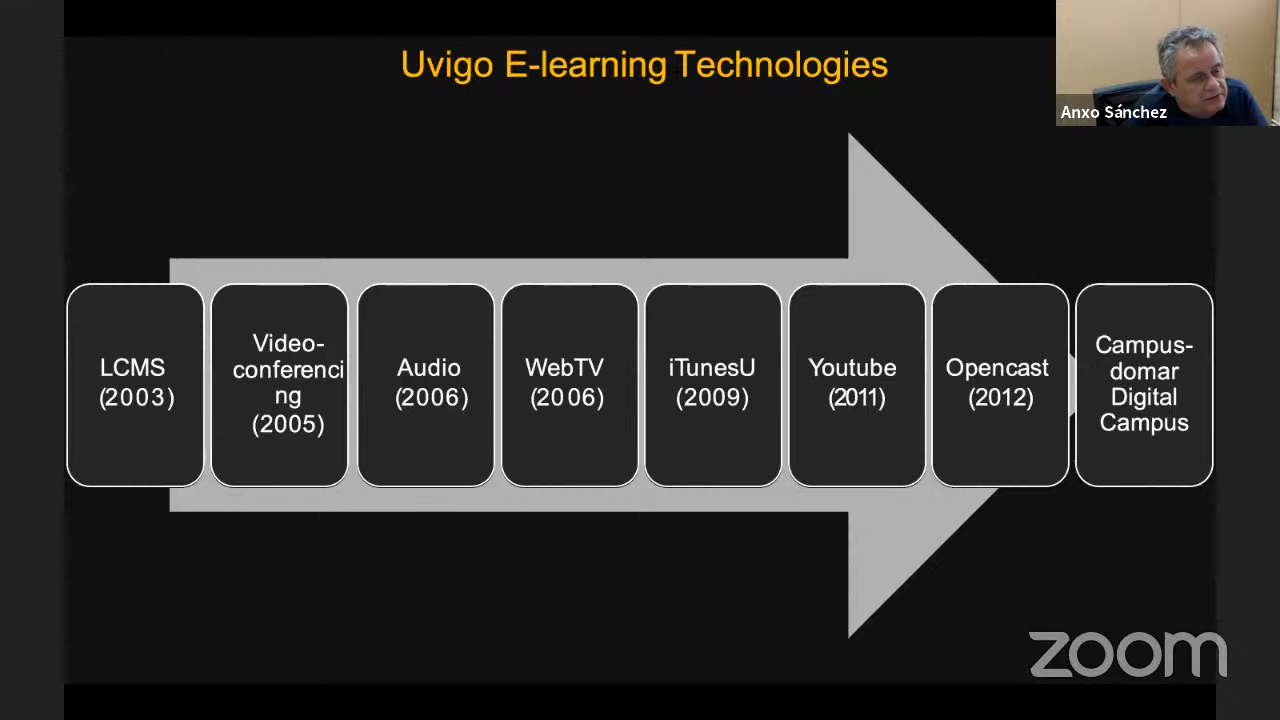 Uvigo E-learning Technologies
Anxo Sánchez
LCMS
(2003)
Video-
conferenci
ng
(2005)
Audio
(2006)
WebTV
(2006)
iTunesU
(2009)
Youtube
(2011)
Opencast
(2012)
Campus-
domar
Digital
Campus
zoom